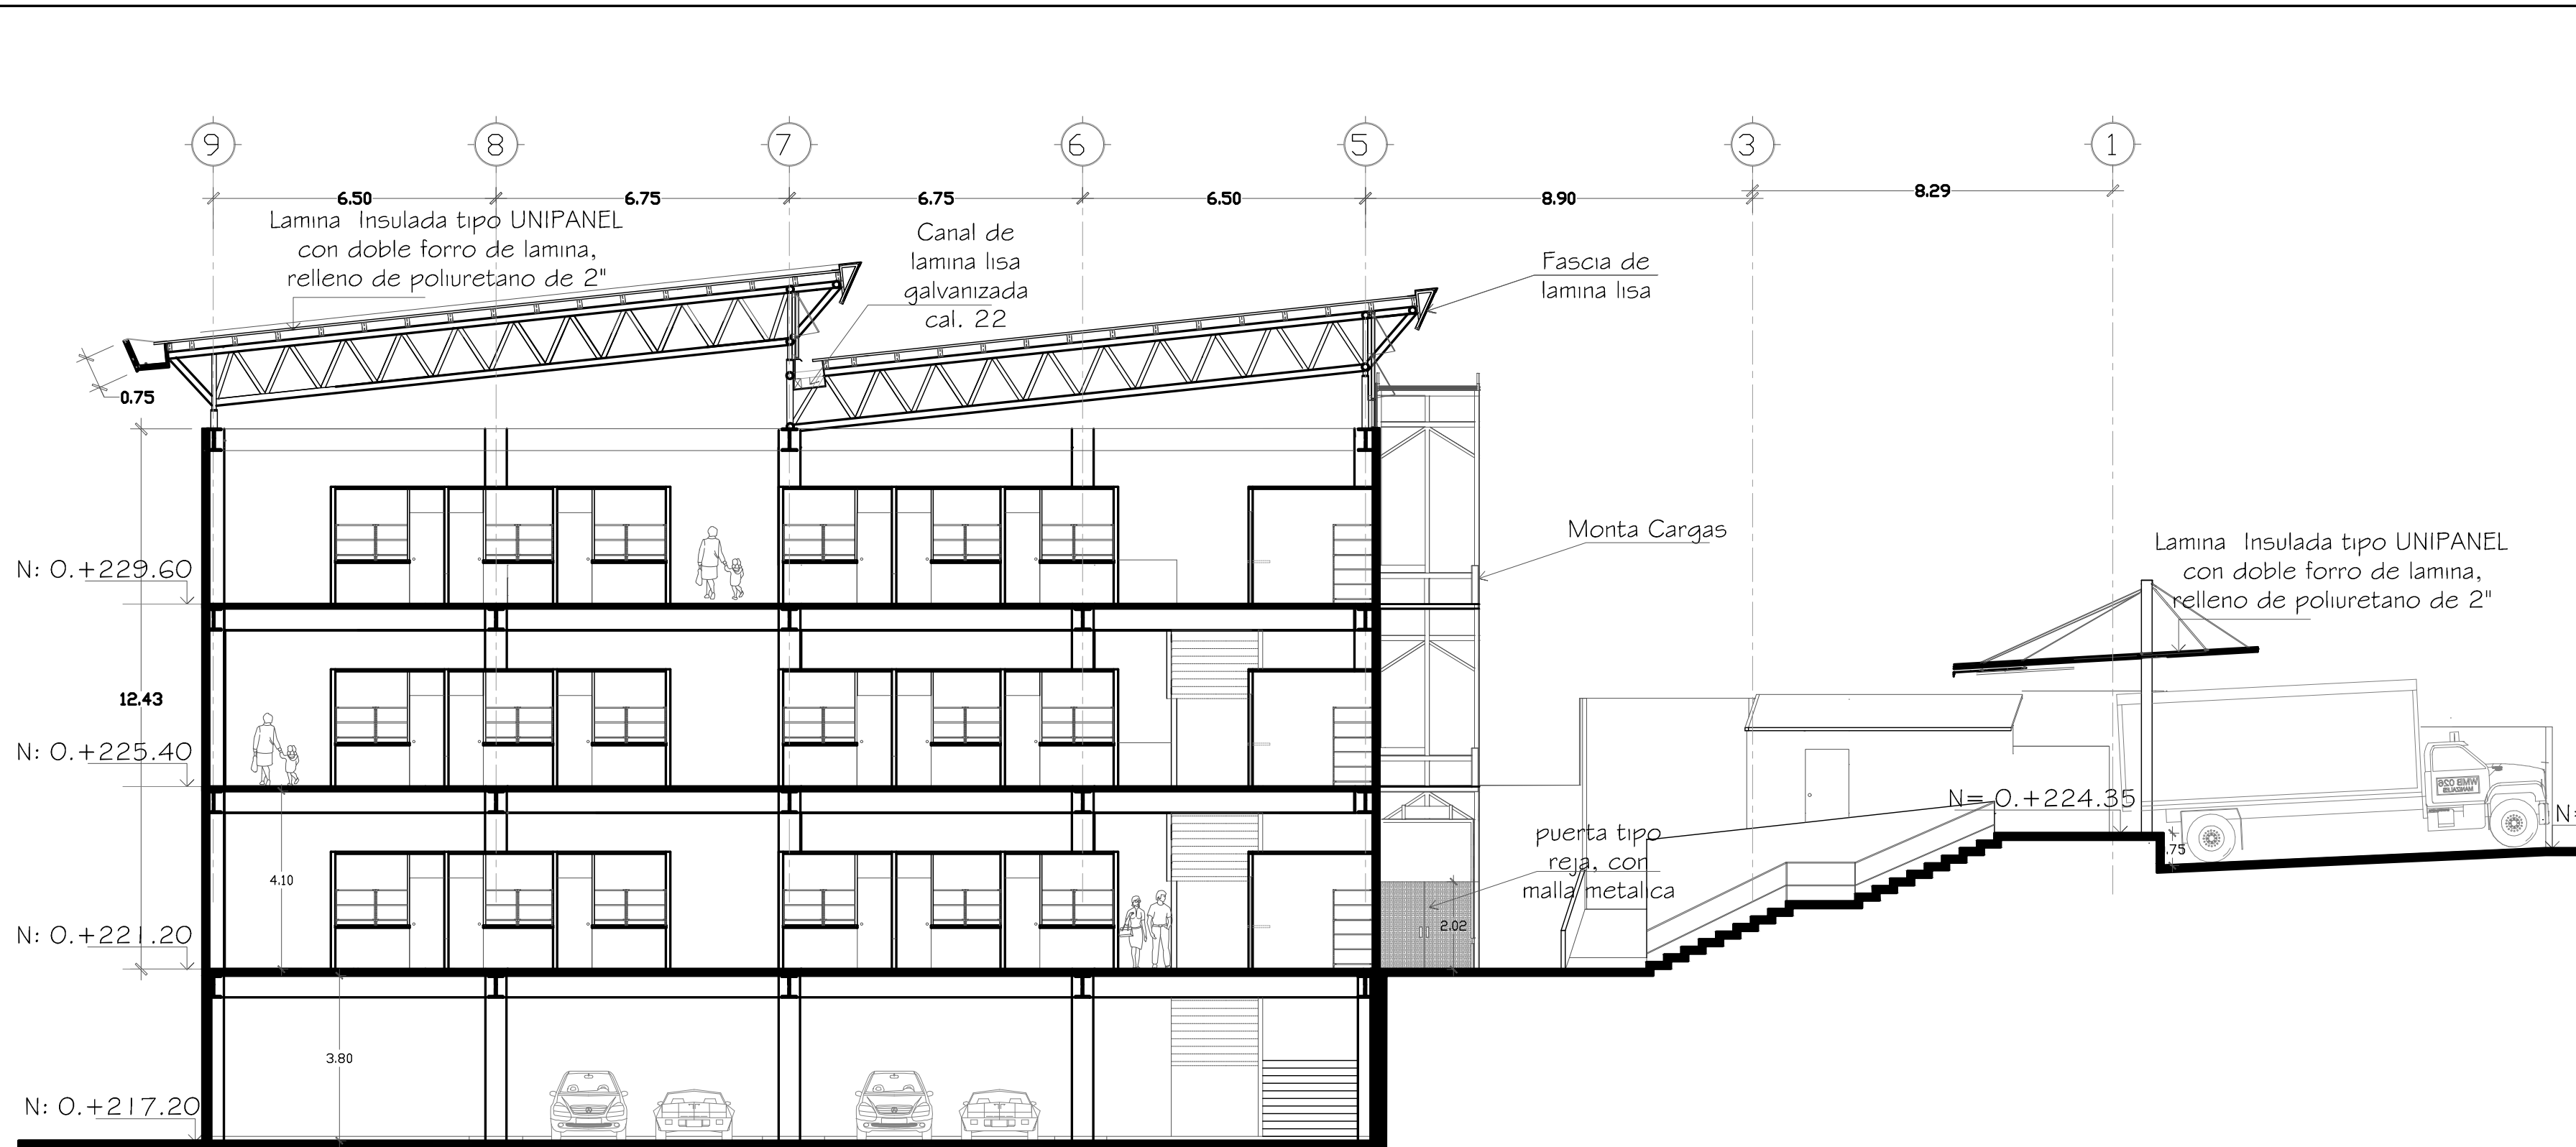 9 8 7 6 5 3 1
6.50 6.75 6.75 6.50 8.90 8.29
Lamina Insulada tipo UNIPANEL
con doble forro de lamina,
relleno de poliuretano de 2"
Canal de
lamina lisa
galvanizada
cal. 22
Fascia de
lamina lisa
0.75
Monta Cargas
Lamina Insulada tipo UNIPANEL
con doble forro de lamina,
relleno de poliuretano de 2"
N: 0.+229.60
12.43
N: 0.+225.40
N= 0.+224.35
WMB 026
MANIZALES
N=
puerta tipo
reja, con
malla metalica
.75
4.10
2.02
N: 0.+221.20
3.80
N: 0.+217.20